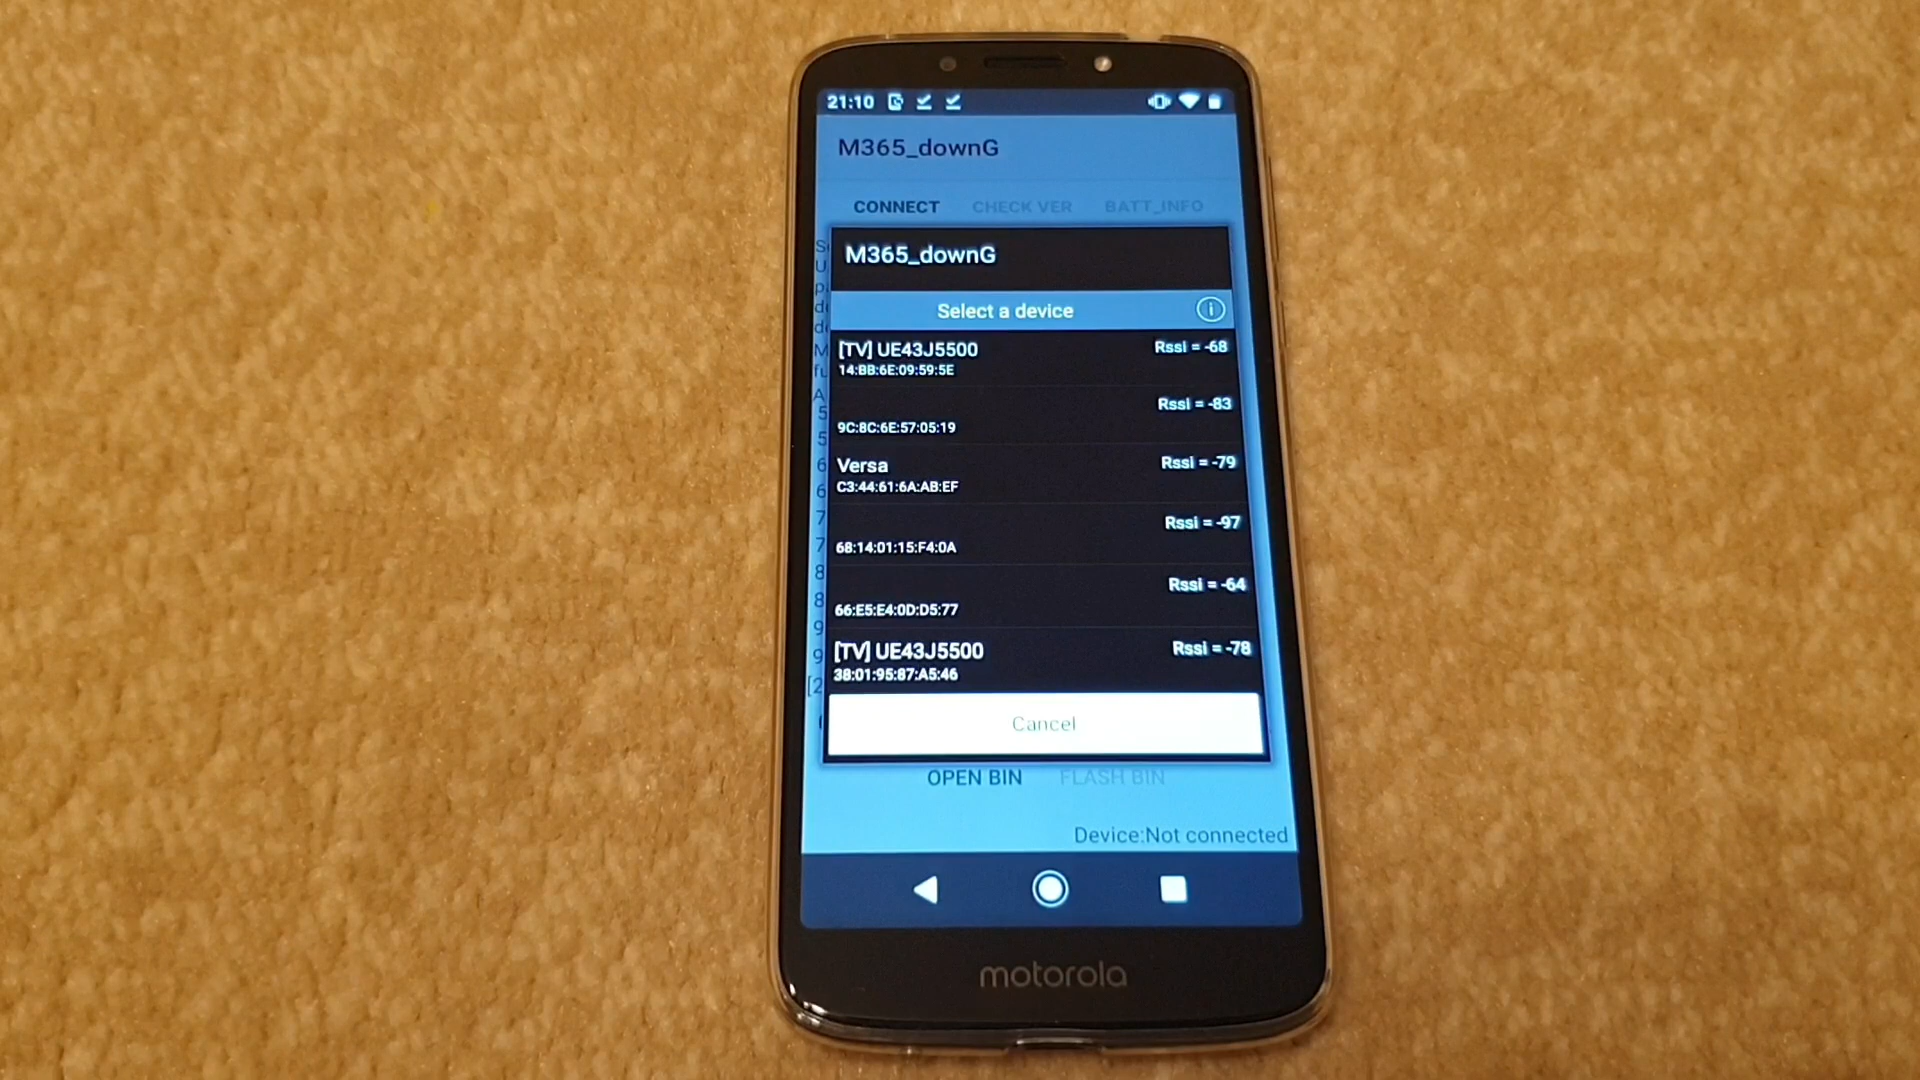 21:10
M365_downG
CONNECT CHECK VER BATT_INFO
M365_downG
Select a device
[TV] UE43J5500 Rssi = -68
14:BB:6E:09:59:5E
Rssi = -83
9C:8C:6E:57:05:19
Versa Rssi = -79
C3:44:61:6A:AB:EF
Rssi = -97
68:14:01:15:F4:0A
Rssi = -64
66:E5:E4:0D:D5:77
[TV] UE43J5500 Rssi = -78
38:01:95:87:A5:46
Cancel
OPEN BIN FLASH BIN
Device:Not connected
motorola